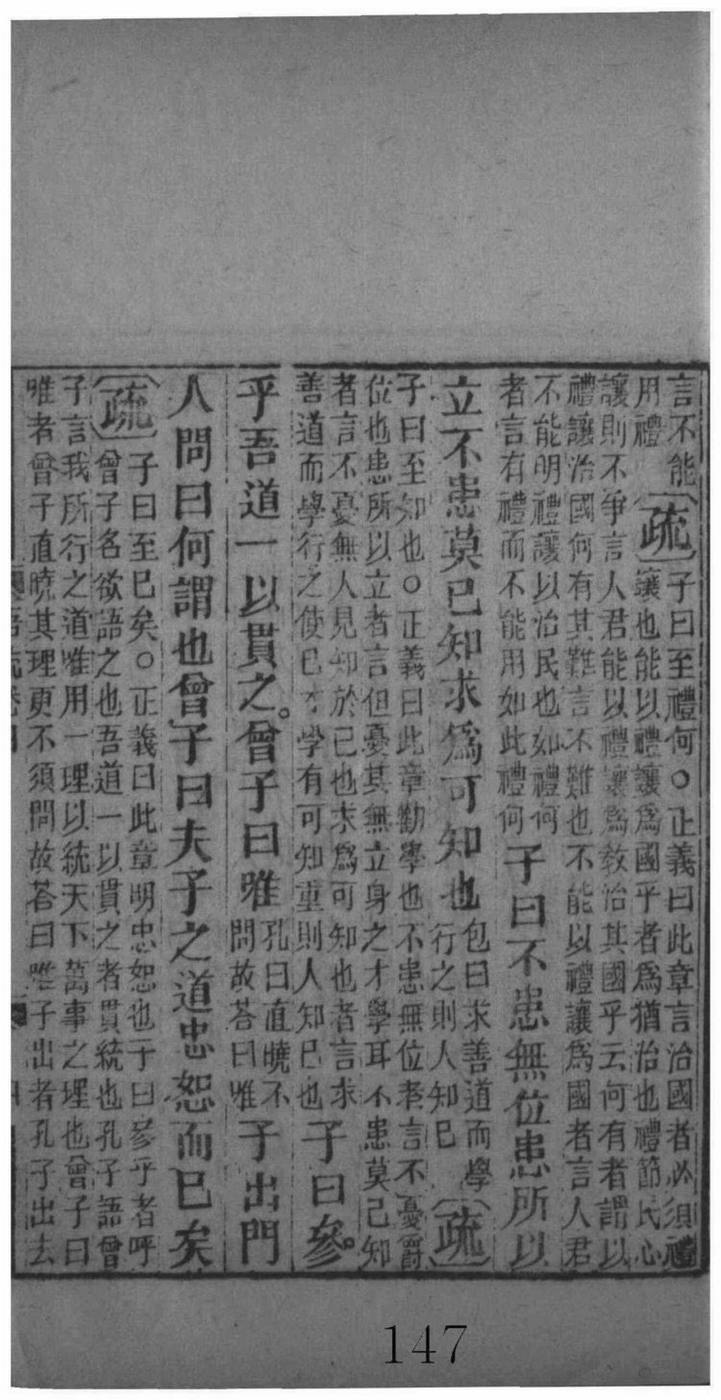 言不能
用禮
疏
子曰至禮何○正義曰此章言治國者必須禮
讓也能以禮讓爲國乎者爲猶治也禮節民心
讓則不爭言人君能以禮讓爲教治其國乎云何有者謂以
禮讓治國何有其難言不難也不能以禮讓爲國者言人君
不能明禮讓以治民也如禮何
者言有禮而不能用如此禮何
子曰不患無位患所以
立不患莫己知求爲可知也
包曰求善道而學
行之則人知已
疏
子曰至知也○正義曰此章勸學也不患無位者言不憂爵
位也患所以立者言但憂其無立身之才學耳不患莫己知
者言不憂無人見知於己也求爲可知也者言求
善道而學行之使已才學有可知重則人知已也
子曰參
乎吾道一以貫之曾子曰唯
孔曰直曉不
問故荅曰唯
子出門
人問曰何謂也曾子曰夫子之道忠恕而已矣
疏
子曰至已矣○正義曰此章明忠恕也子曰參乎者呼
曾子名欲語之也吾道一以貫之者貫統也孔子語曾
子言我所行之道唯用一理以統天下萬事之理也曾子曰
唯者曾子直曉其理更不須問故荅曰唯子出者孔子出去
147